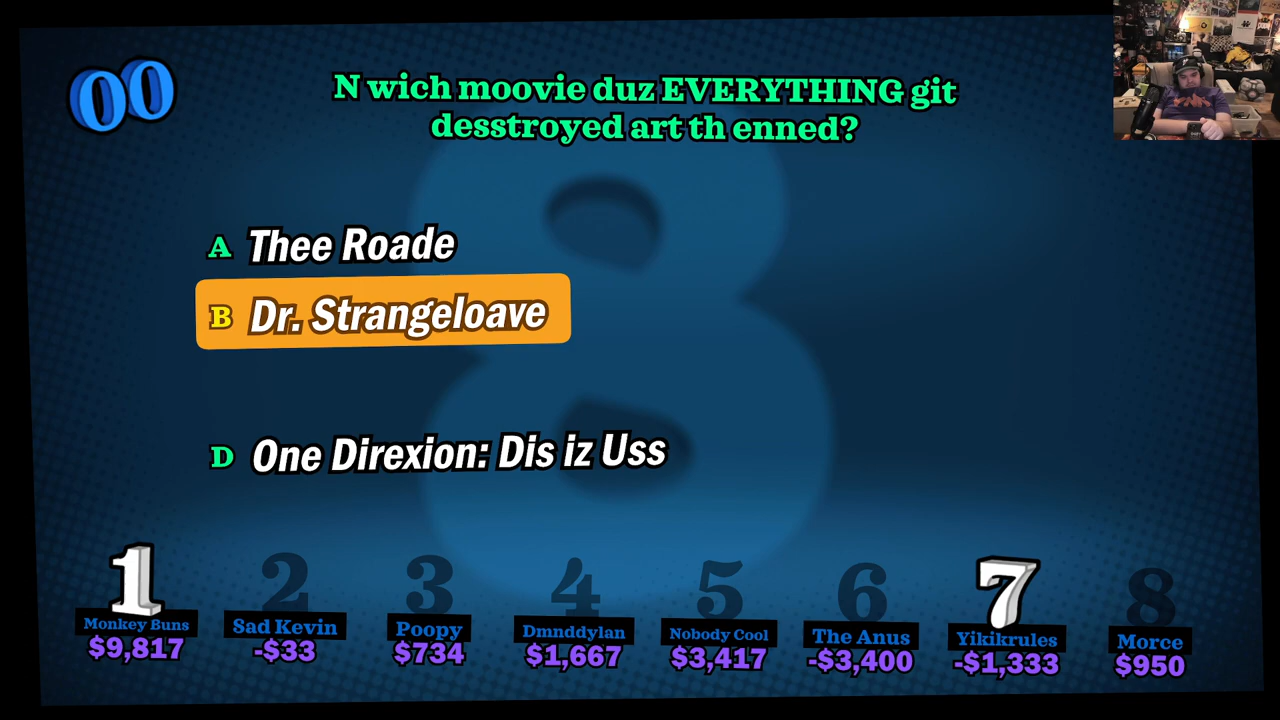 00
N wich moovie duz EVERYTHING git
desstroyed art th enned?
A Thee Roade
B Dr. Strangeloave
D One Direxion: Dis iz Uss
8
1 2 3 4 5 6 7 8
Monkey Buns Sad Kevin Poopy Dmnddylan Nobody Cool The Anus Yikikrules Morce
$9,817 -$33 $734 $1,667 $3,417 -$3,400 -$1,333 $950